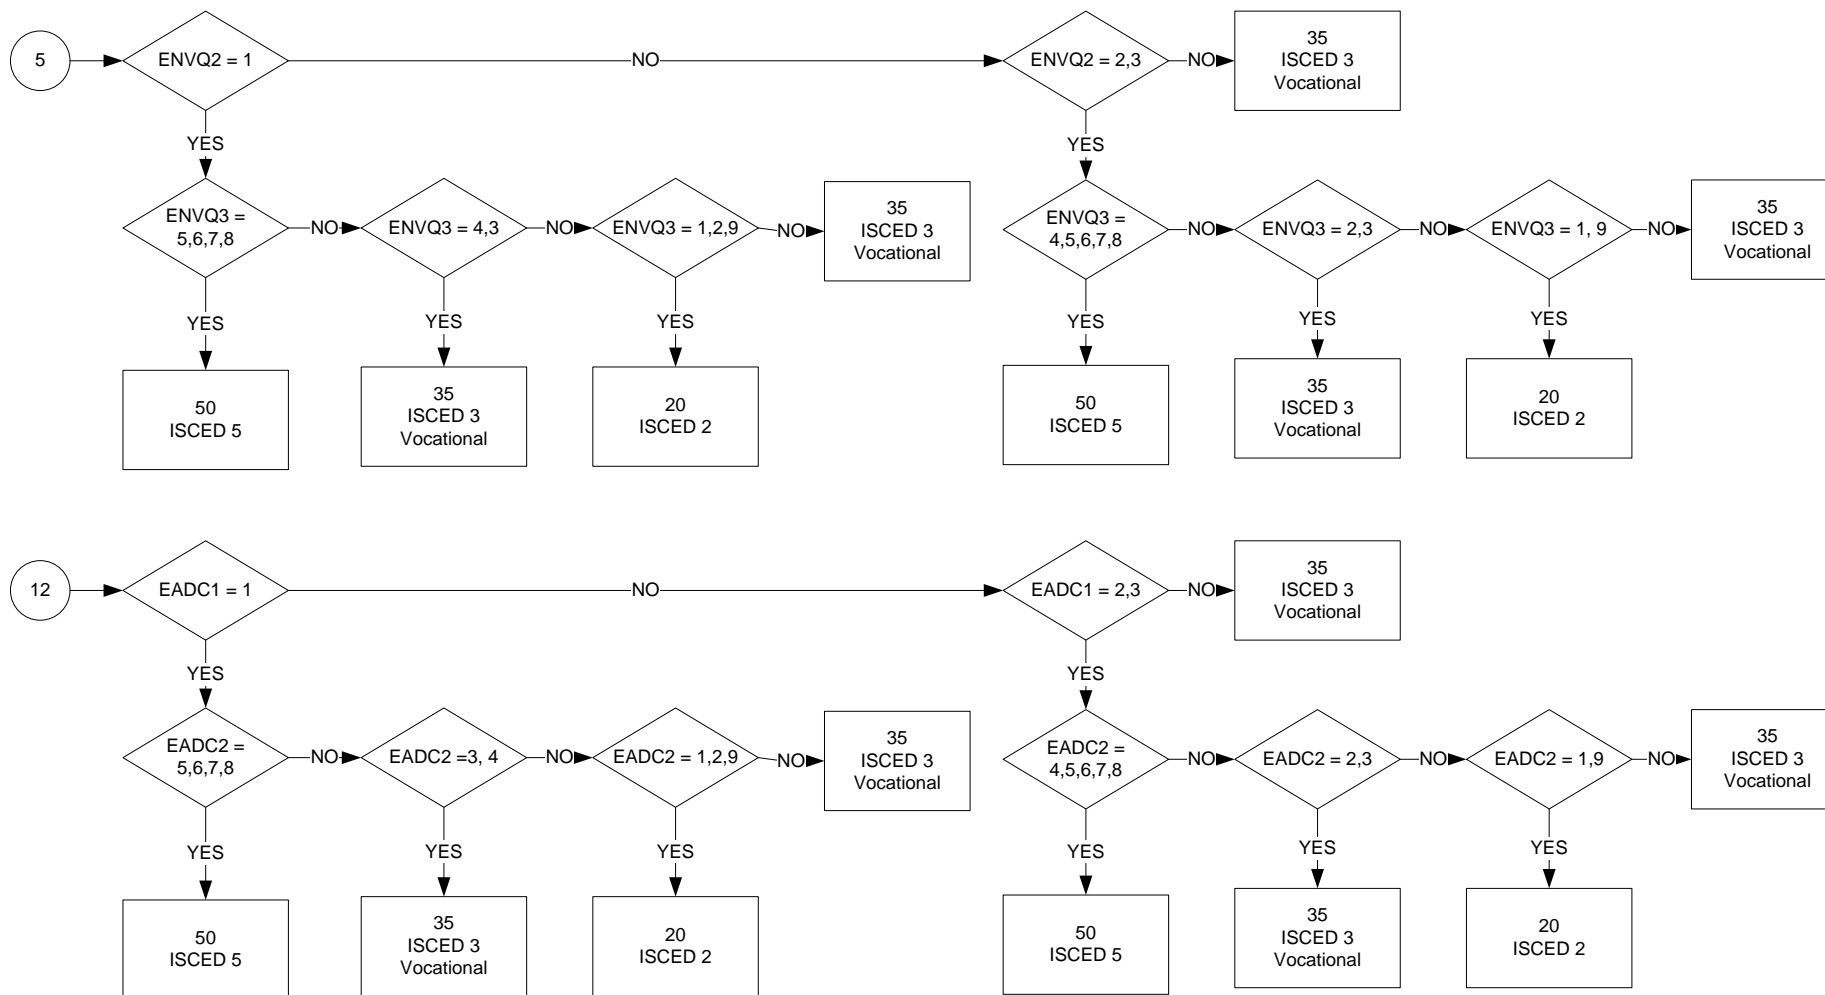 5
ENVQ2 = 1
NO
ENVQ2 = 2,3
NO
35
ISCED 3
Vocational
YES
YES
ENVQ3 =
5,6,7,8
NO
ENVQ3 = 4,3
NO
ENVQ3 = 1,2,9
NO
35
ISCED 3
Vocational
ENVQ3 =
4,5,6,7,8
NO
ENVQ3 = 2,3
NO
ENVQ3 = 1, 9
NO
35
ISCED 3
Vocational
YES
YES
YES
YES
YES
YES
50
ISCED 5
35
ISCED 3
Vocational
20
ISCED 2
50
ISCED 5
35
ISCED 3
Vocational
20
ISCED 2
12
EADC1 = 1
NO
EADC1 = 2,3
NO
35
ISCED 3
Vocational
YES
YES
EADC2 =
5,6,7,8
NO
EADC2 =3, 4
NO
EADC2 = 1,2,9
NO
35
ISCED 3
Vocational
EADC2 =
4,5,6,7,8
NO
EADC2 = 2,3
NO
EADC2 = 1,9
NO
35
ISCED 3
Vocational
YES
YES
YES
YES
YES
YES
50
ISCED 5
35
ISCED 3
Vocational
20
ISCED 2
50
ISCED 5
35
ISCED 3
Vocational
20
ISCED 2